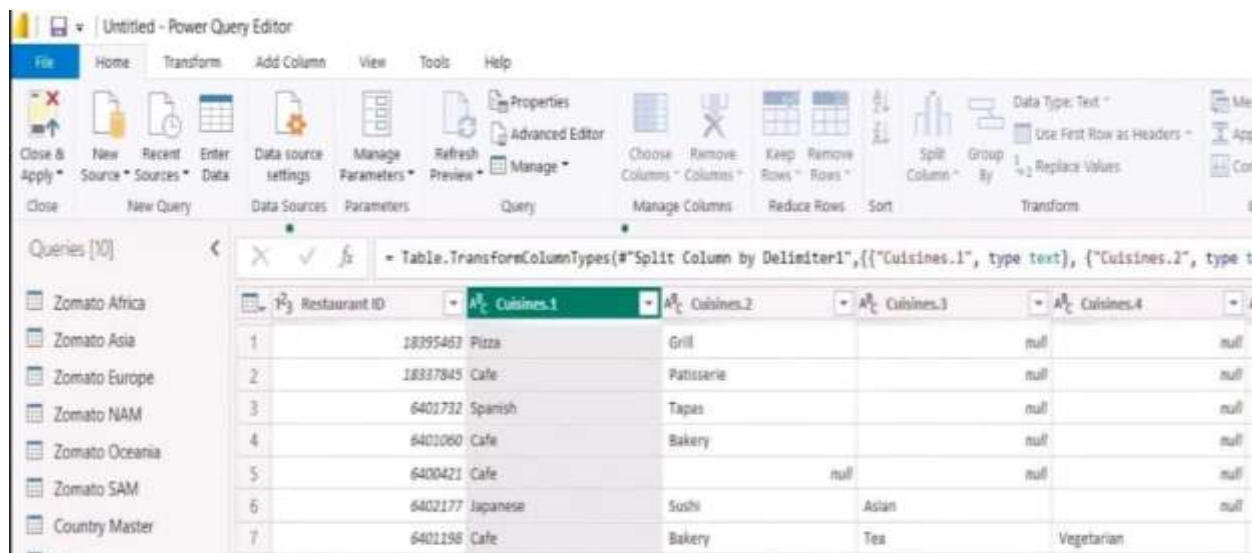 Untitled - Power Query Editor
File Home Transform Add Column View Tools Help
Close & Apply
New Source
Recent Sources
Enter Data
Data source settings
Manage Parameters
Refresh Preview
Properties
Advanced Editor
Manage
Choose Columns
Remove Columns
Keep Rows
Remove Rows
Split Column
Group By
Data Type: Text
Use First Row as Headers
Replace Values
Close New Query Data Sources Parameters Query Manage Columns Reduce Rows Sort Transform
Queries [10]
Zomato Africa
Zomato Asia
Zomato Europe
Zomato NAM
Zomato Oceania
Zomato SAM
Country Master
fx = Table.TransformColumnTypes(#"Split Column by Delimiter1",{{"Cuisines.1", type text}, {"Cuisines.2", type t
Restaurant ID Cuisines.1 Cuisines.2 Cuisines.3 Cuisines.4
1 18395463 Pizza Grill null null
2 18337845 Cafe Patisserie null null
3 6401732 Spanish Tapas null null
4 6401060 Cafe Bakery null null
5 6400421 Cafe null null null
6 6402177 Japanese Sushi Asian null
7 6401198 Cafe Bakery Tea Vegetarian